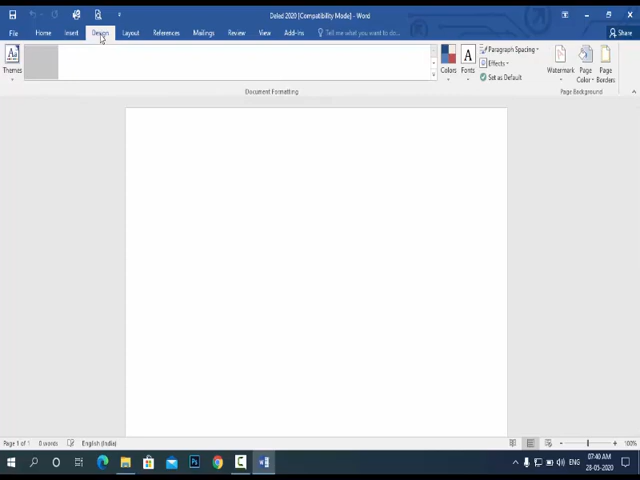 Deled 2020 [Compatibility Mode] - Word
File Home Insert Design Layout References Mailings Review View Add-Ins Tell me what you want to do... Share
Themes
Colors
Fonts
Paragraph Spacing
Effects
Set as Default
Watermark
Page Color
Page Borders
Document Formatting
Page Background
Page 1 of 1 0 words English (India) 100%
ENG
07:40 AM
28-05-2020